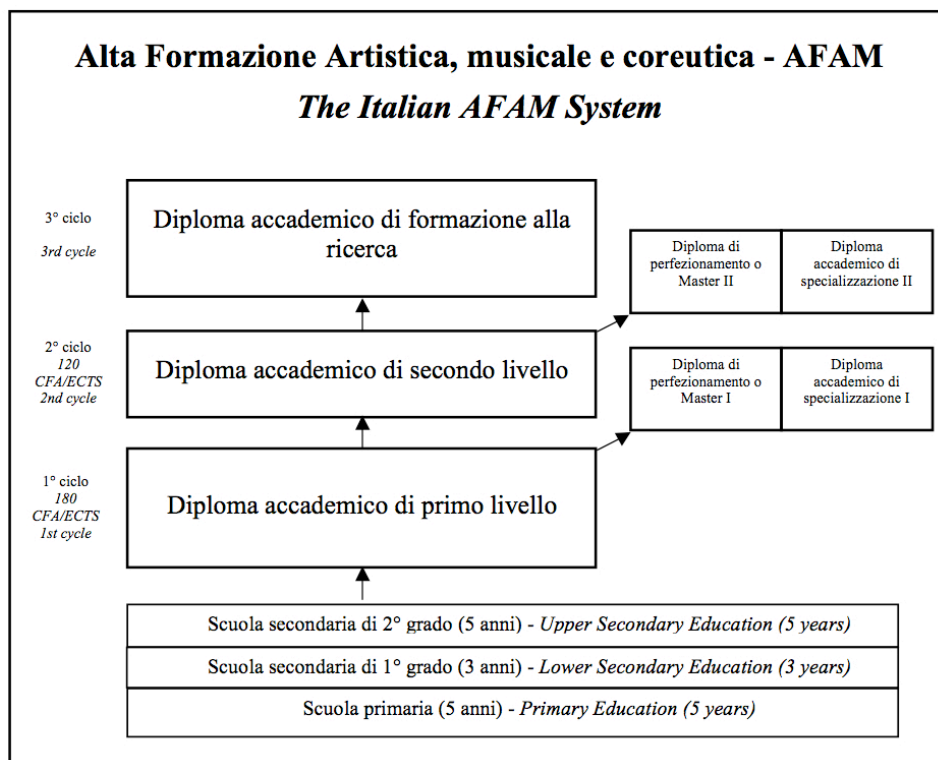 Alta Formazione Artistica, musicale e coreutica - AFAM
The Italian AFAM System
3° ciclo
3rd cycle
Diploma accademico di formazione alla
ricerca
Diploma di
perfezionamento o
Master II
Diploma
accademico di
specializzazione II
2° ciclo
120
CFA/ECTS
2nd cycle
Diploma accademico di secondo livello
Diploma di
perfezionamento o
Master I
Diploma
accademico di
specializzazione I
1° ciclo
180
CFA/ECTS
1st cycle
Diploma accademico di primo livello
Scuola secondaria di 2° grado (5 anni) - Upper Secondary Education (5 years)
Scuola secondaria di 1° grado (3 anni) - Lower Secondary Education (3 years)
Scuola primaria (5 anni) - Primary Education (5 years)